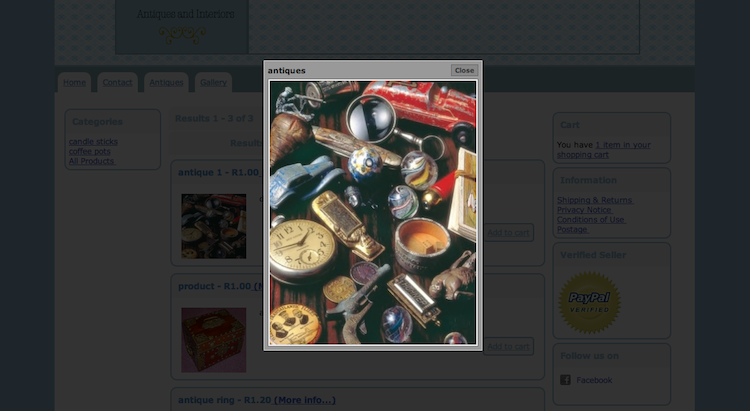 Antiques and Interiors
Home
Contact
Antiques
Gallery
antiques
Close
Categories
candle sticks
coffee pots
All Products
Results 1 - 3 of 3
antique 1 - R1.00
Add to cart
product - R1.00
Add to cart
antique ring - R1.20 (More info...)
Cart
You have 1 item in your
shopping cart
Information
Shipping & Returns
Privacy Notice
Conditions of Use
Postage
Verified Seller
PayPal
VERIFIED
Follow us on
Facebook